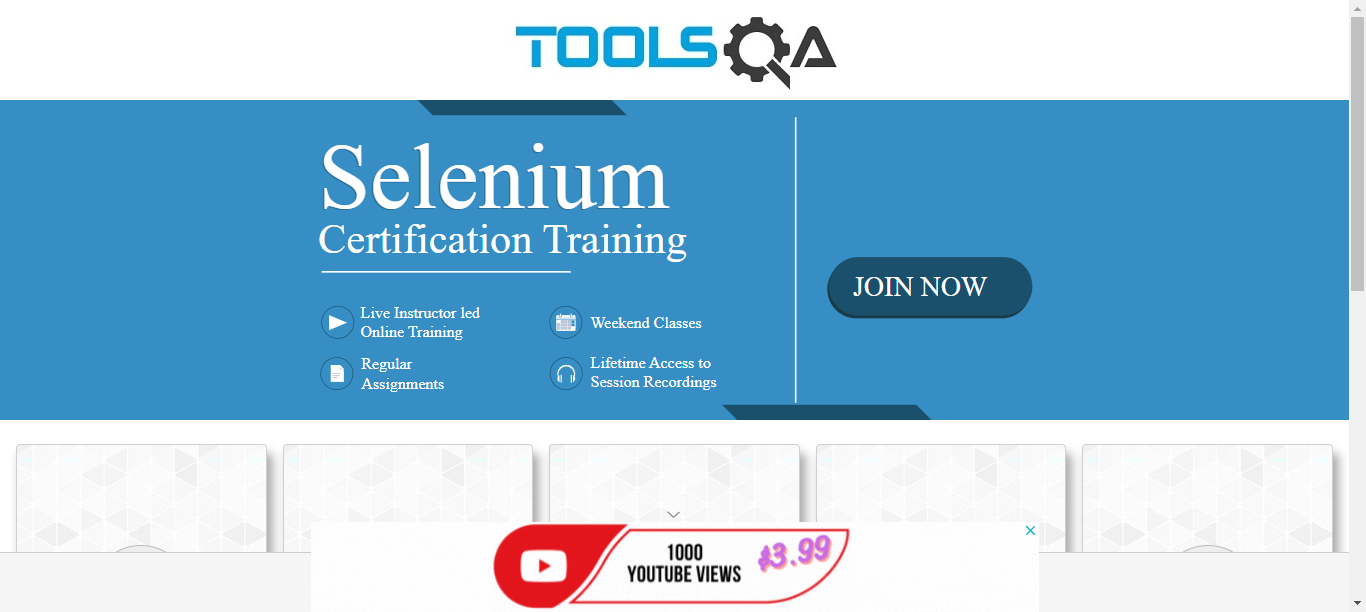 TOOLSQA
Selenium
Certification Training
JOIN NOW
Live Instructor led
Online Training
Weekend Classes
Regular
Assignments
Lifetime Access to
Session Recordings
1000
YOUTUBE VIEWS
$3.99